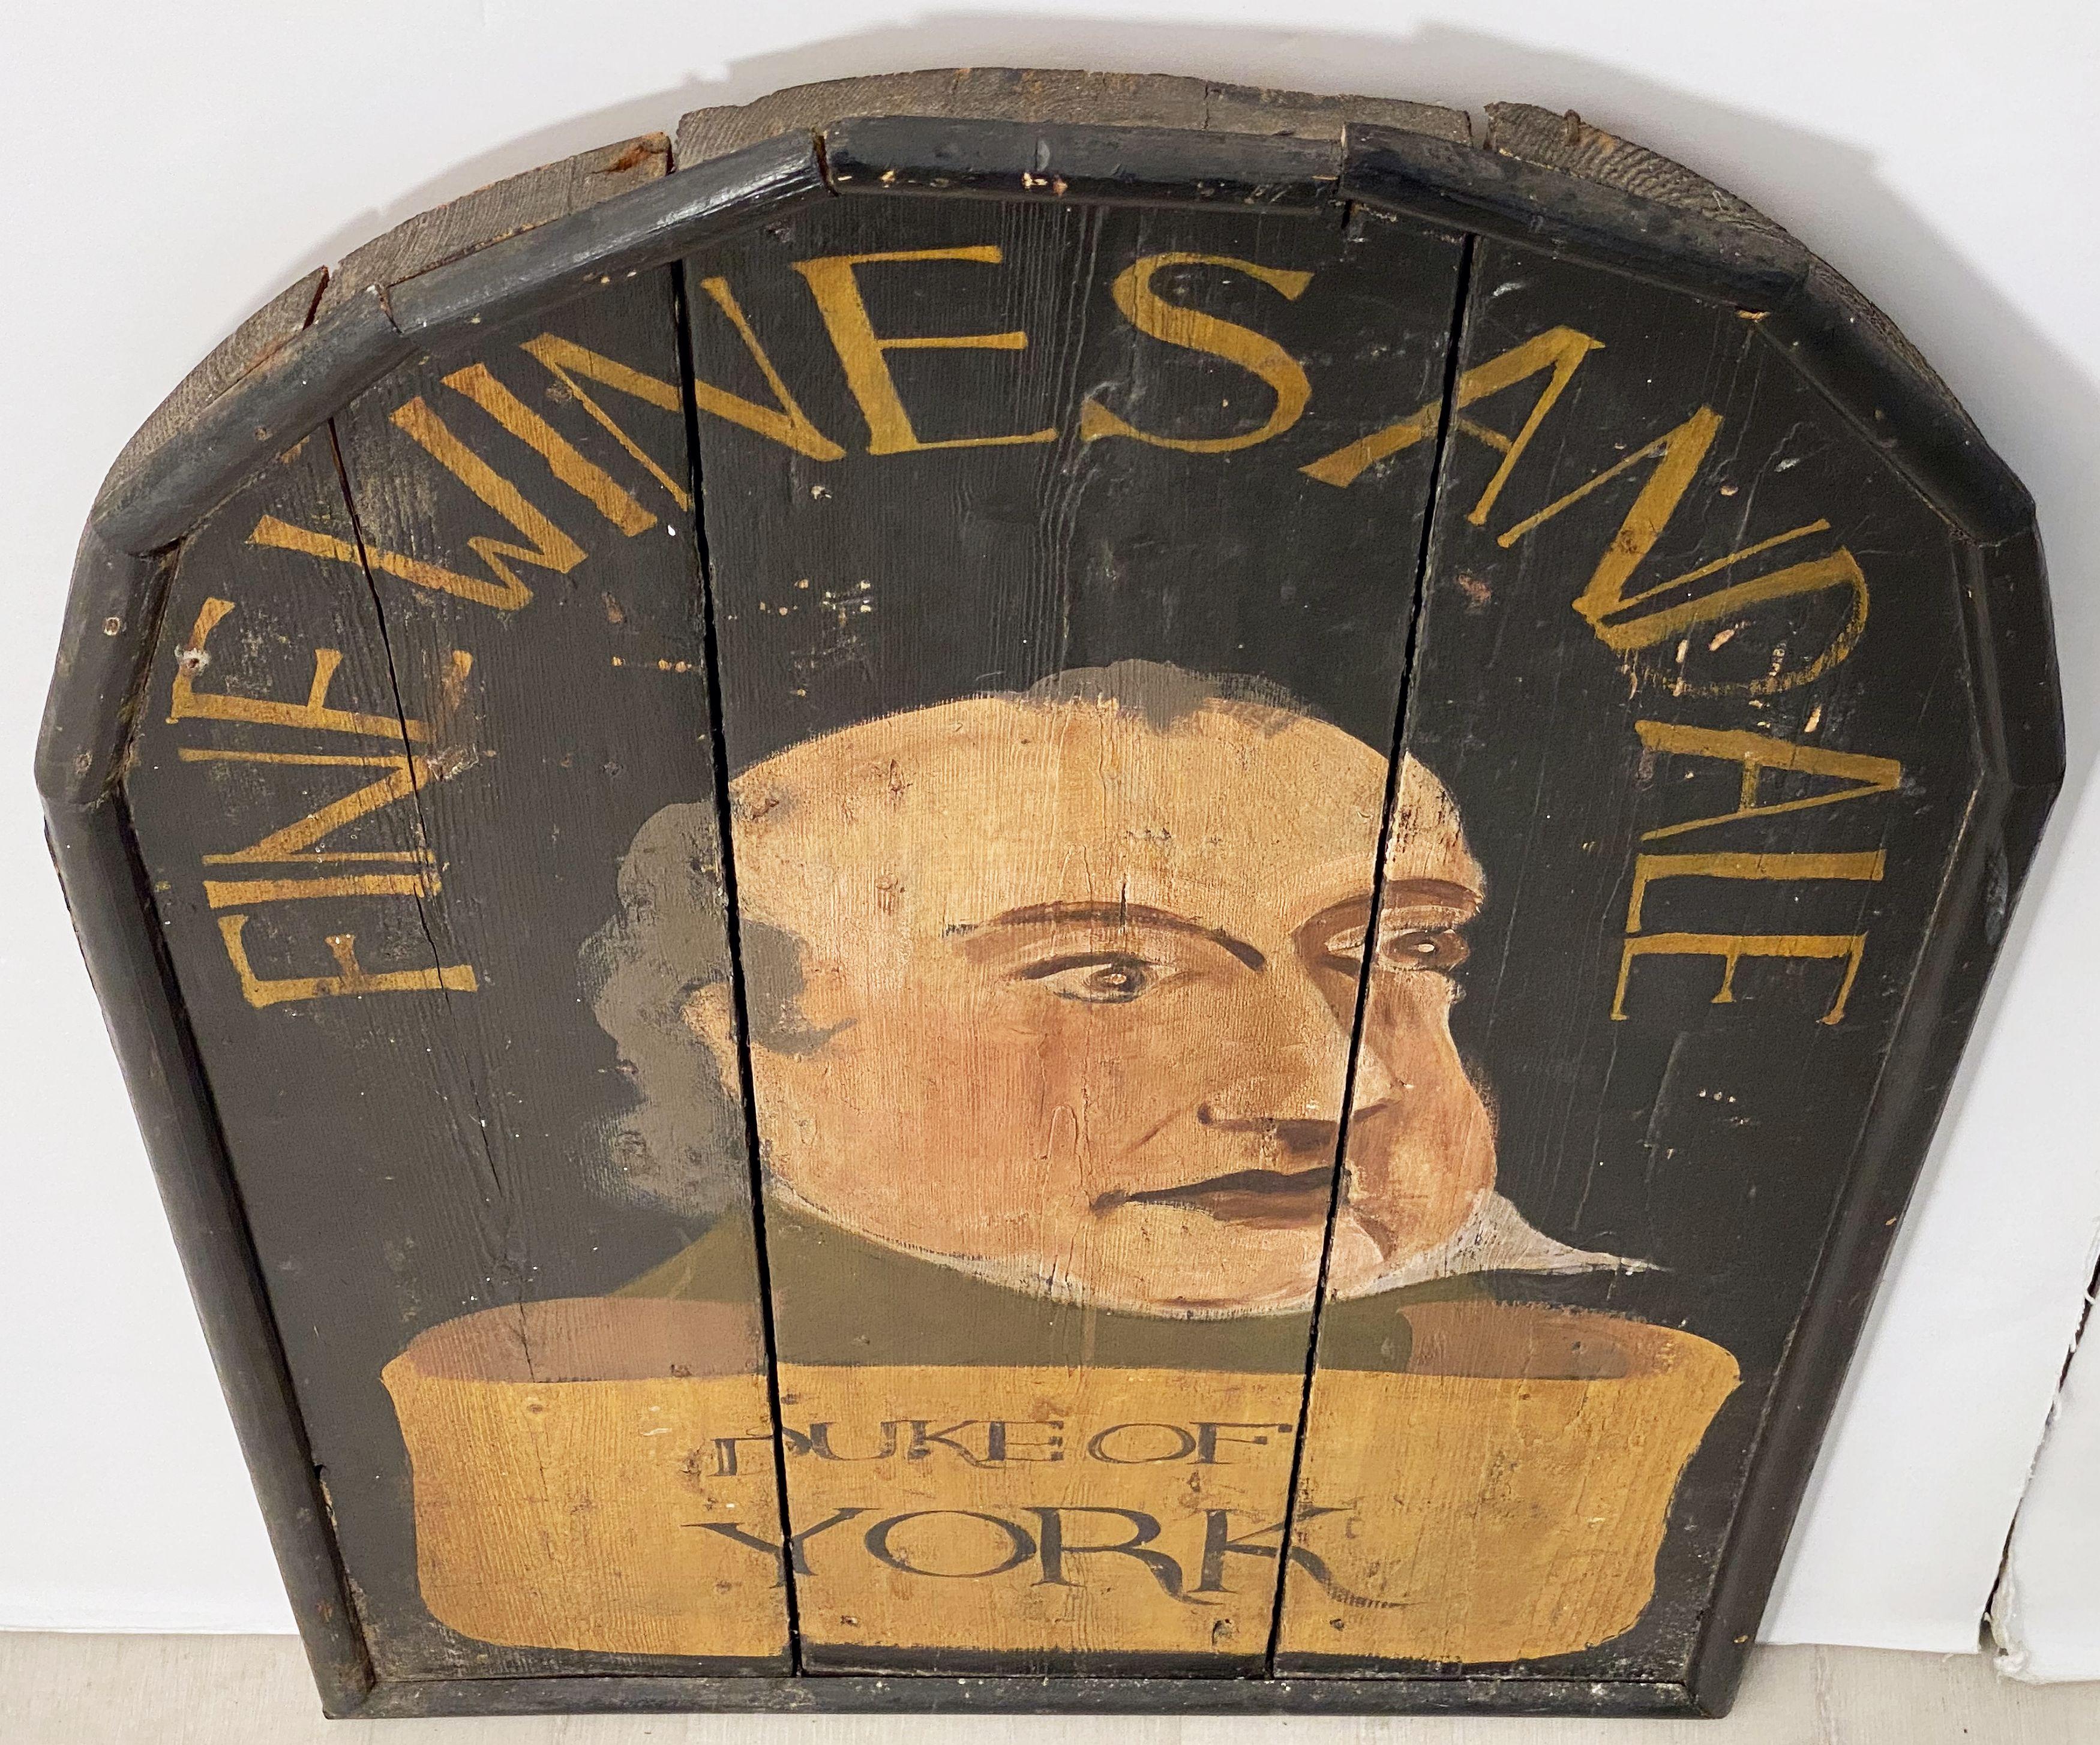 FINE WINES AND ALE
DUKE OF
YORK